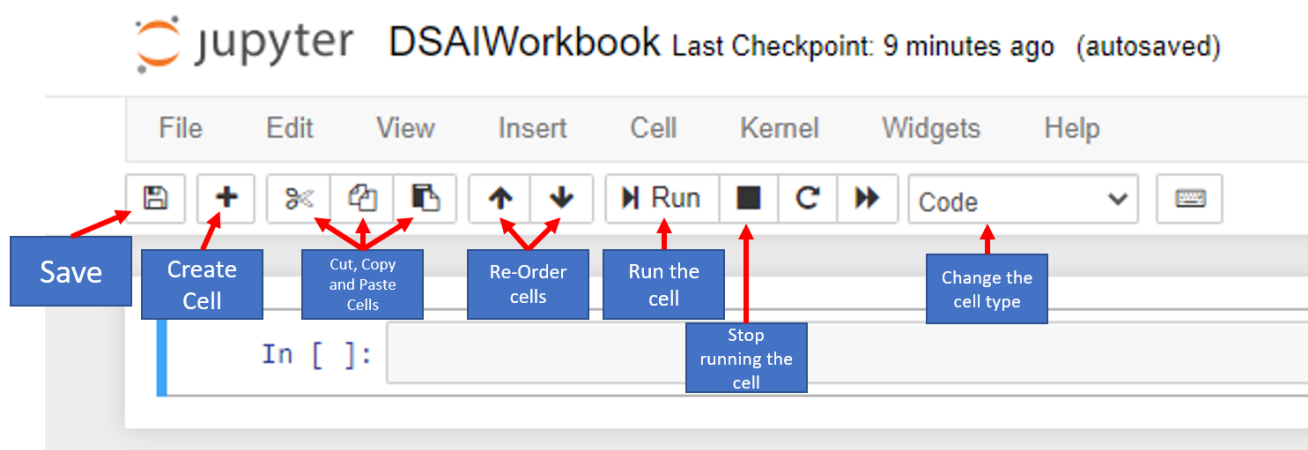 jupyter DSAIWorkbook Last Checkpoint: 9 minutes ago (autosaved)
File Edit View Insert Cell Kernel Widgets Help
Run Code
Save
Create
Cell
Cut, Copy
and Paste
Cells
Re-Order
cells
Run the
cell
Change the
cell type
Stop
running the
cell
In [ ]: